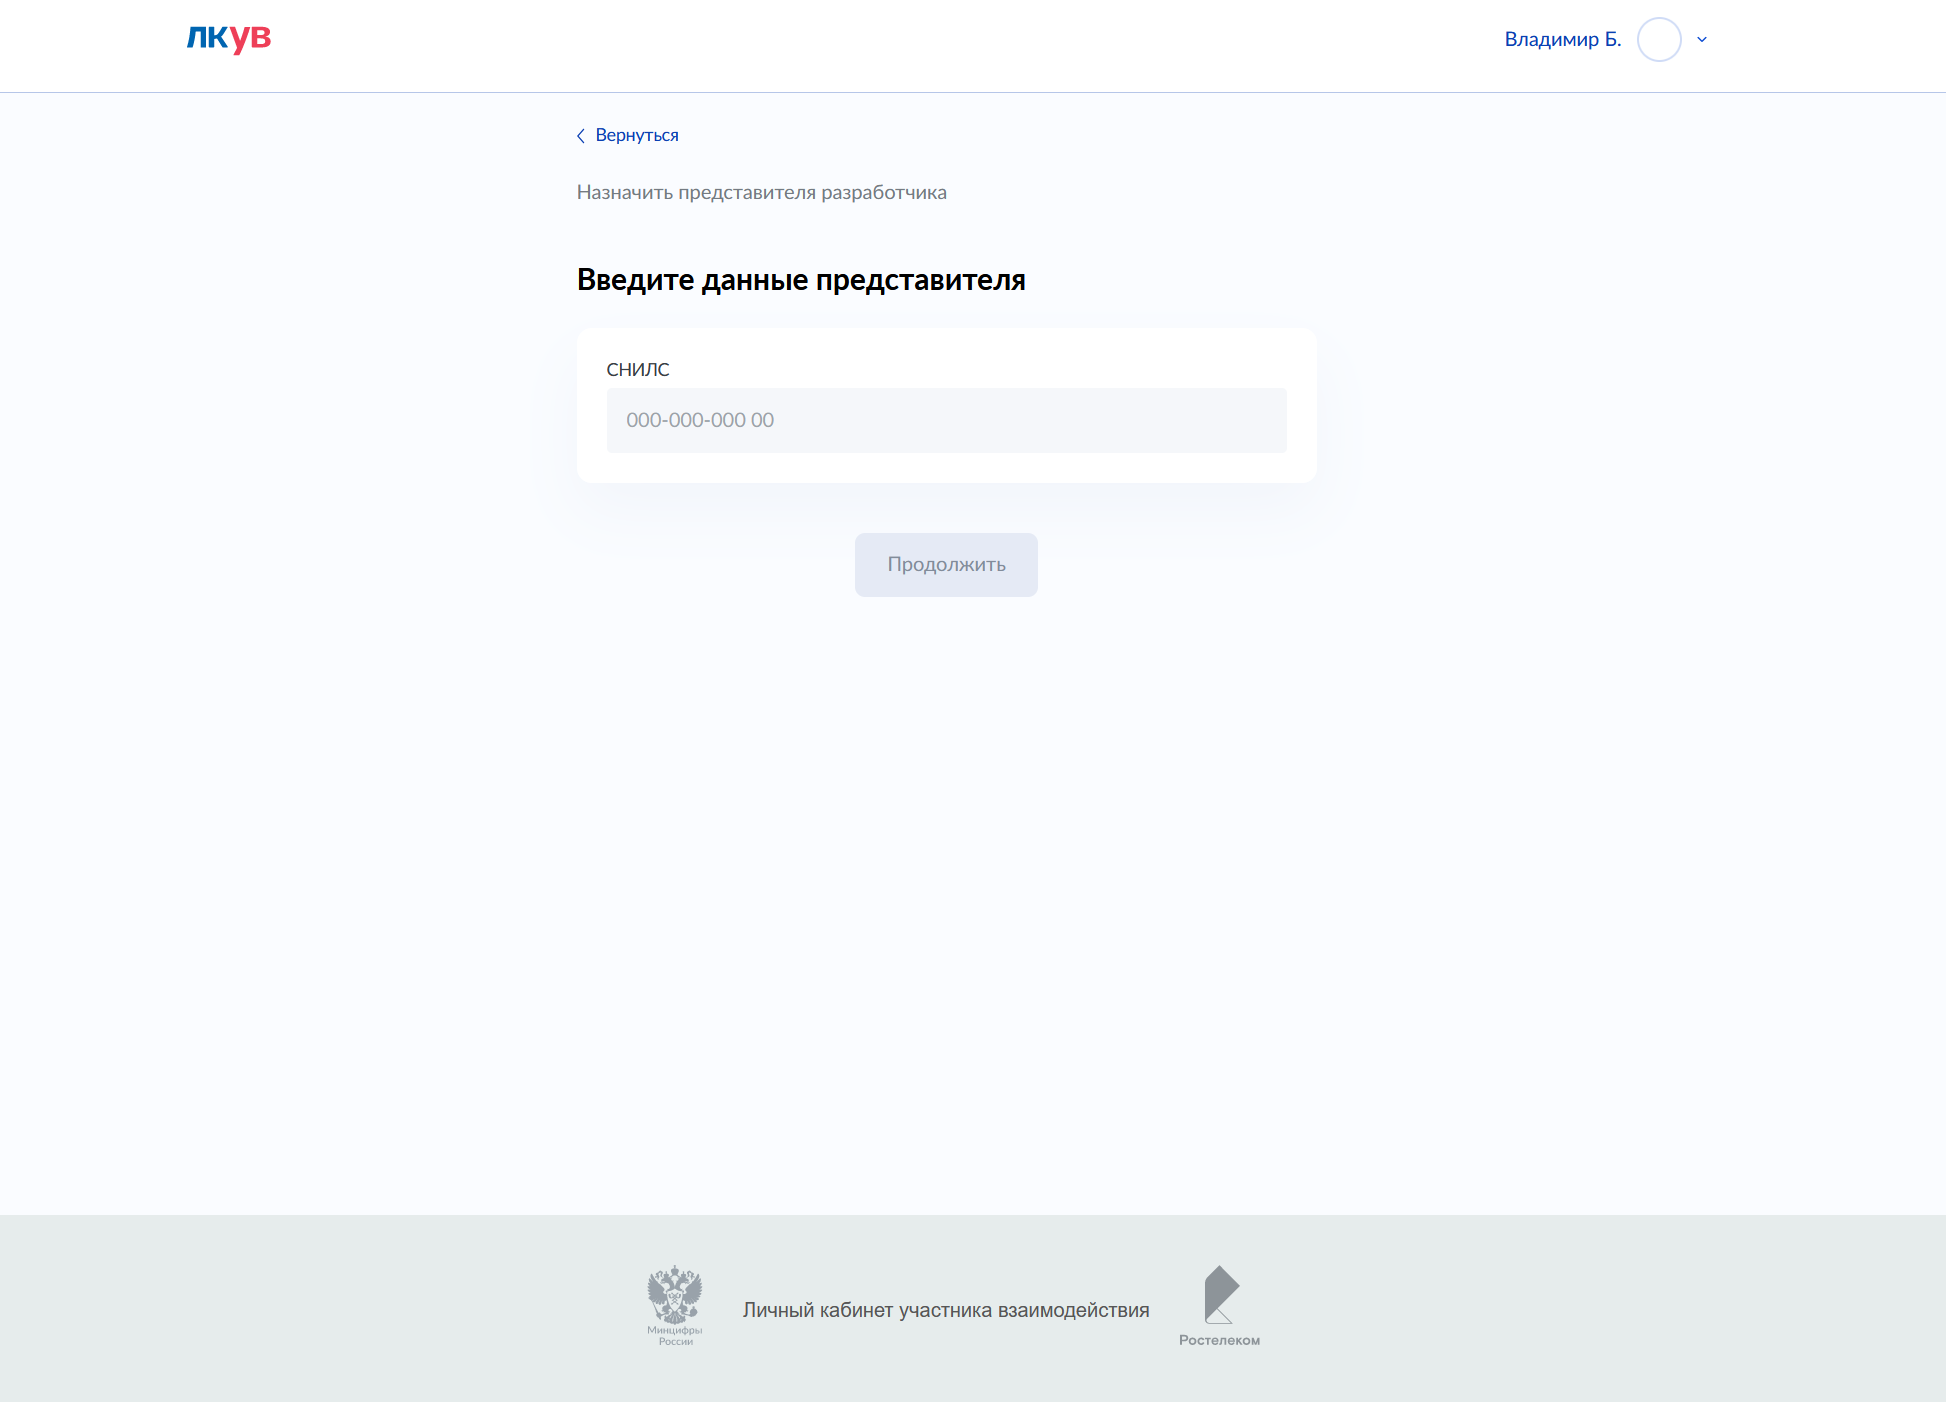 лкув
Владимир Б.
Вернуться
Назначить представителя разработчика
Введите данные представителя
СНИЛС
000-000-000 00
Продолжить
Минцифры
России
Личный кабинет участника взаимодействия
Ростелеком